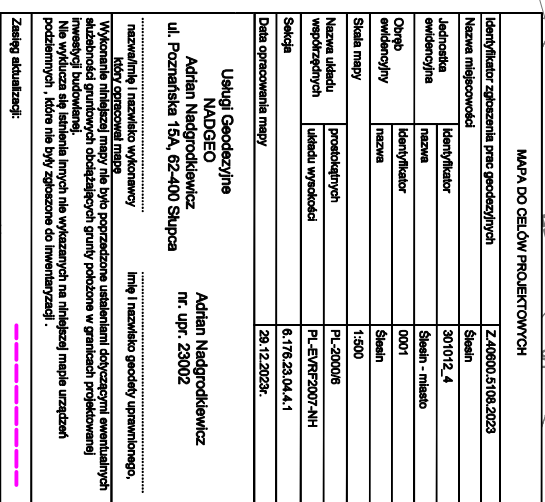 MAPA DO CELÓW PROJEKTOWYCH
Identyfikator zgłoszenia prac geodezyjnych Z.40600.5108.2023
Nazwa miejscowości Ślesin
Jednostka ewidencyjna identyfikator 301012_4
nazwa Ślesin - miasto
Obręb ewidencyjny identyfikator 0001
nazwa Ślesin
Skala mapy 1:500
Nazwa układu współrzędnych prostokątnych PL-2000/6
układu wysokości PL-EVRF2007-NH
Sekcja 6.176.23.04.4.1
Data opracowania mapy 29.12.2023r.
Usługi Geodezyjne
NADGEO
Adrian Nadgrodkiewicz
ul. Poznańska 15A, 62-400 Słupca
nazwa/imię i nazwisko wykonawcy
który opracował mapę
Adrian Nadgrodkiewicz
nr. upr. 23002
imię i nazwisko geodety uprawnionego,
Wykonanie niniejszej mapy nie było poprzedzone ustaleniami dotyczącymi ewentualnych
służebności gruntowych obciążających grunty położone w granicach projektowanej
inwestycji budowlanej.
Nie wyklucza się istnienia innych nie wykazanych na niniejszej mapie urządzeń
podziemnych , które nie były zgłoszone do inwentaryzacji .
Zasięg aktualizacji: